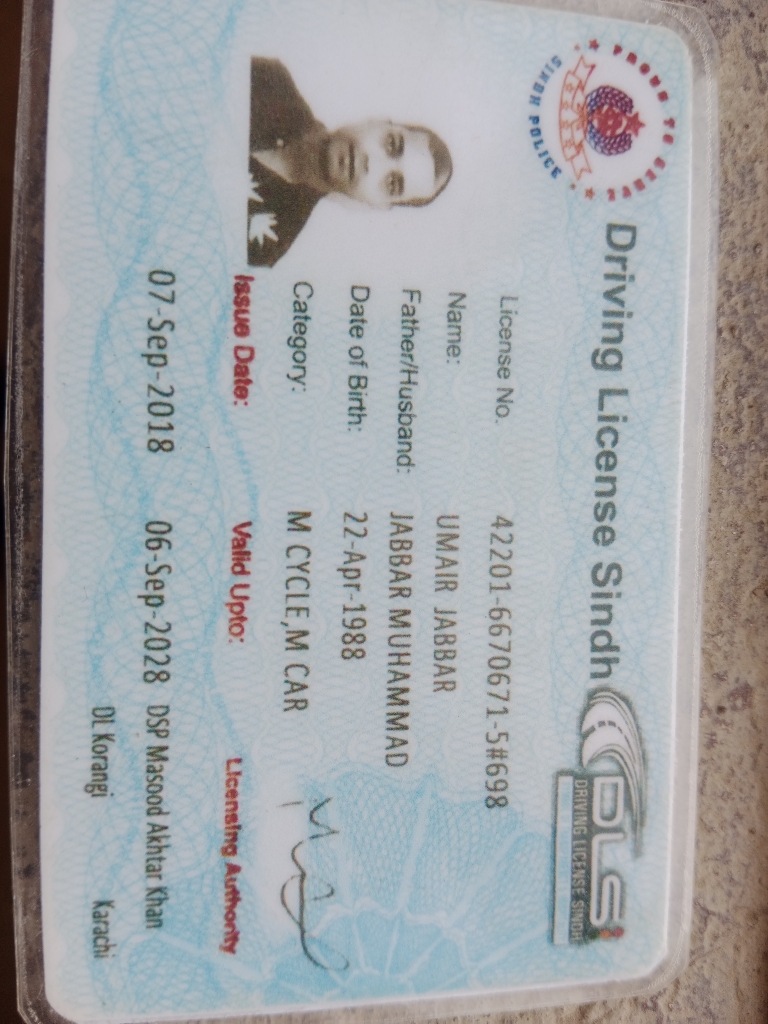 PROUD TO SERVE
SINDH POLICE
Driving License Sindh
DLS
DRIVING LICENSE SINDH
License No. 42201-6670671-5#698
Name: UMAIR JABBAR
Father/Husband: JABBAR MUHAMMAD
Date of Birth: 22-Apr-1988
Category: M CYCLE,M CAR
Issue Date: Valid Upto: Licensing Authority
07-Sep-2018 06-Sep-2028 DSP Masood Akhtar Khan
DL Korangi Karachi